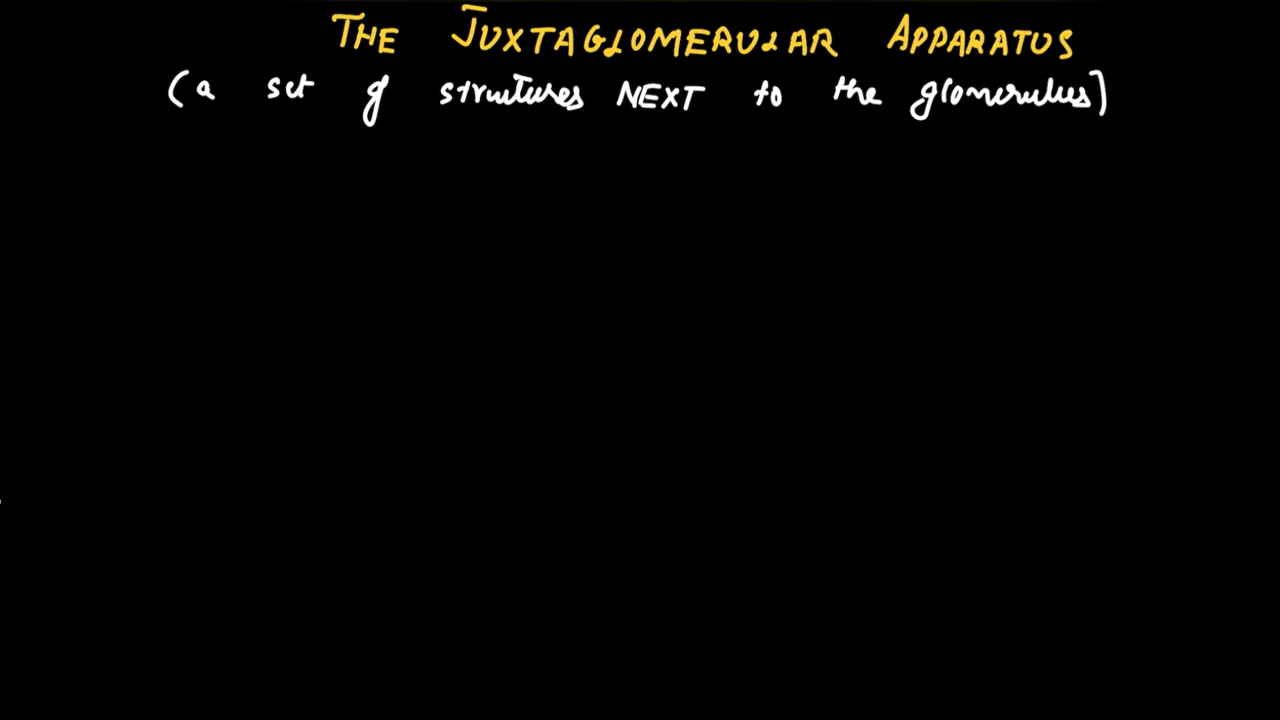 THE JUXTAGLOMERULAR APPARATUS
(a set of structures NEXT to the glomerulus)